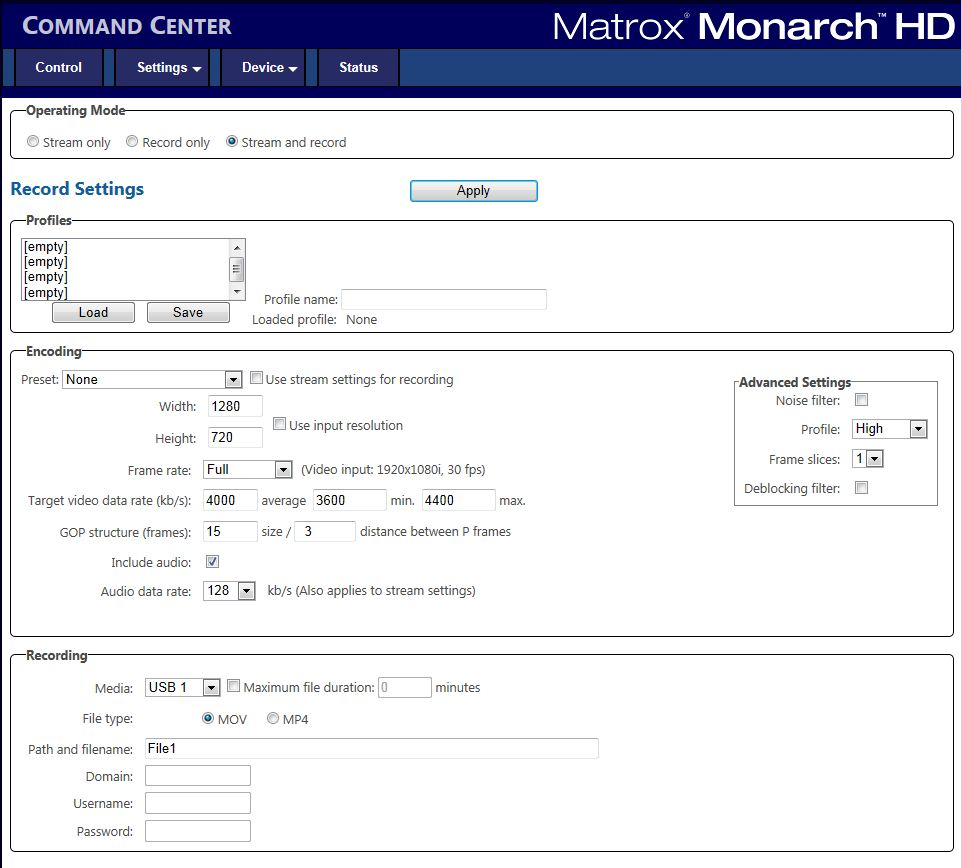 COMMAND CENTER
Matrox® Monarch™ HD
Control Settings Device Status
Operating Mode
Stream only Record only Stream and record
Record Settings Apply
Profiles
[empty]
[empty]
[empty]
[empty]
Profile name:
Load Save
Loaded profile: None
Encoding
Preset: None Use stream settings for recording
Width: 1280
Use input resolution
Height: 720
Frame rate: Full (Video input: 1920x1080i, 30 fps)
Target video data rate (kb/s): 4000 average 3600 min. 4400 max.
GOP structure (frames): 15 size / 3 distance between P frames
Include audio:
Audio data rate: 128 kb/s (Also applies to stream settings)
Advanced Settings
Noise filter:
Profile: High
Frame slices: 1
Deblocking filter:
Recording
Media: USB 1 Maximum file duration: 0 minutes
File type: MOV MP4
Path and filename: File1
Domain:
Username:
Password: